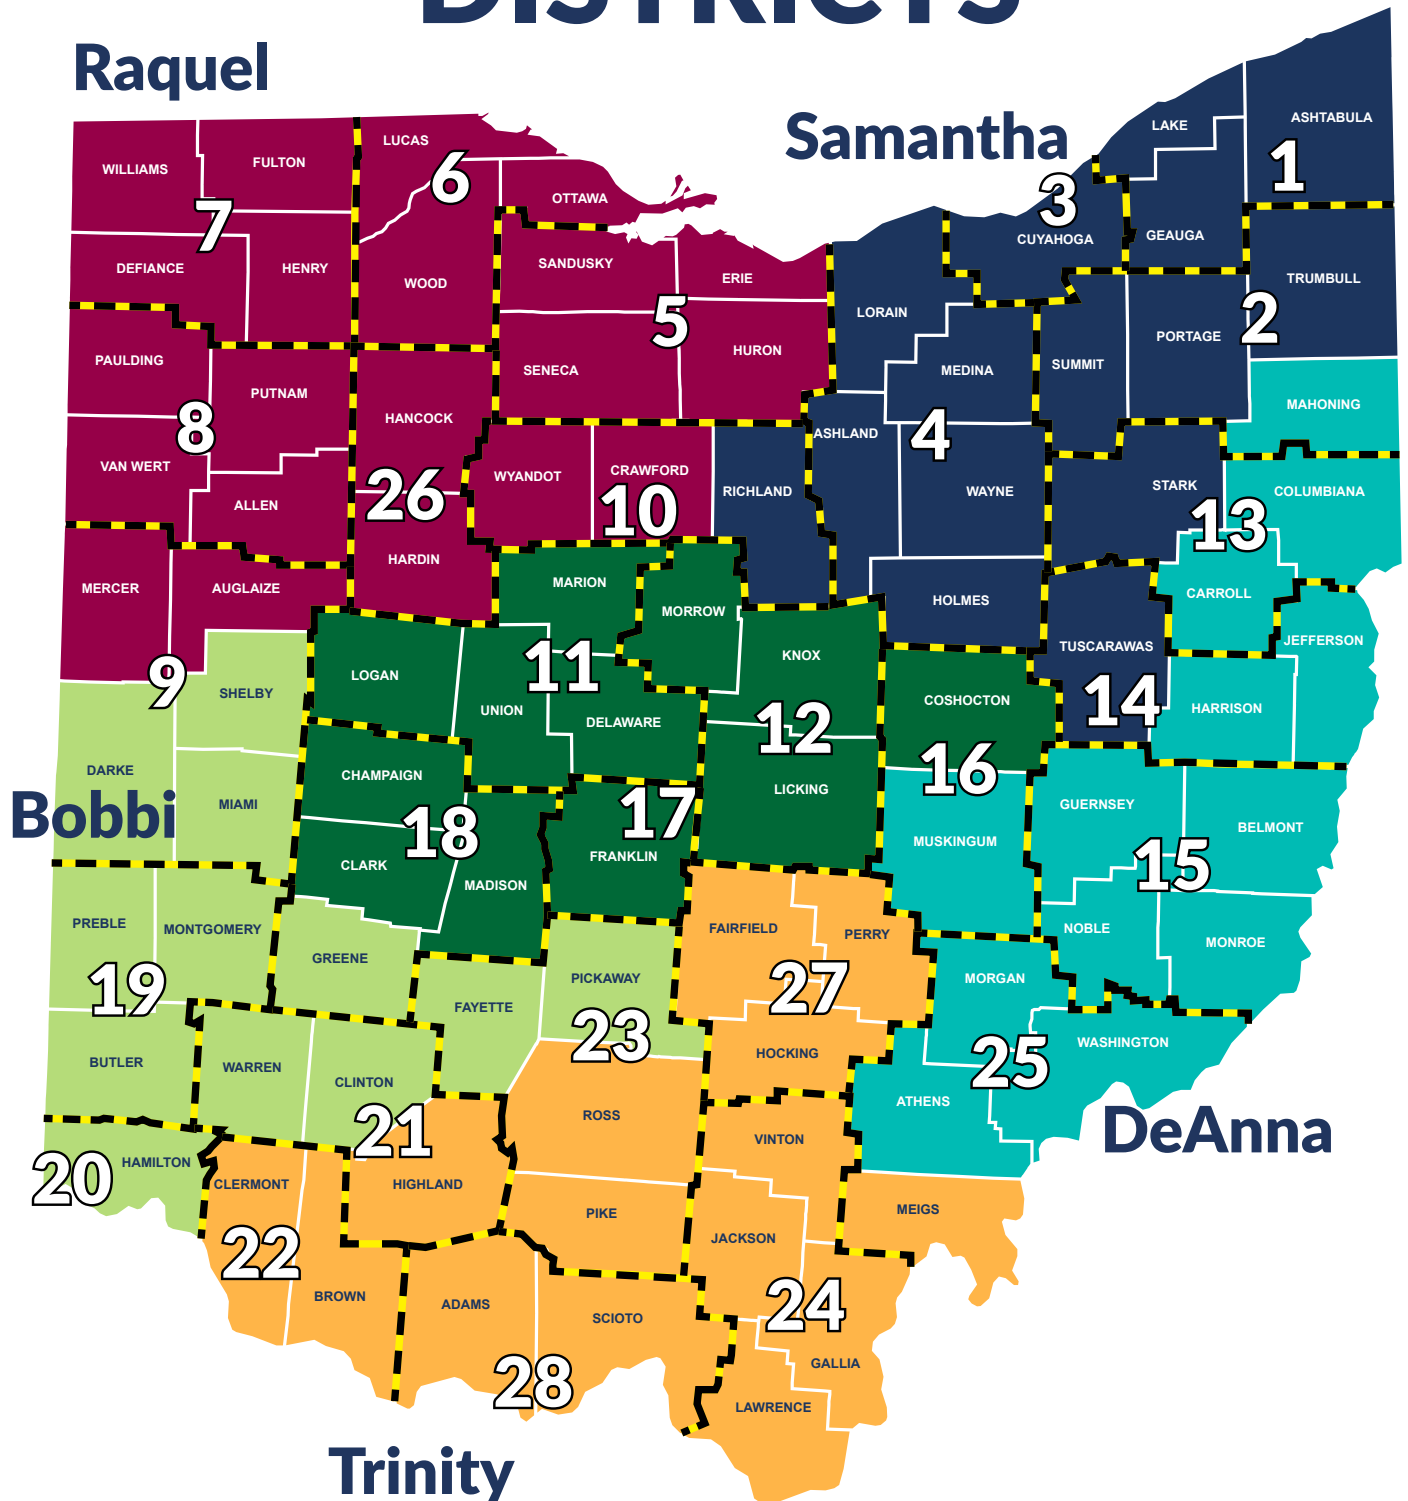 DISTRICTS
Raquel
Samantha
LAKE
ASHTABULA
1
LUCAS
WILLIAMS
FULTON
6
OTTAWA
3
CUYAHOGA
GEAUGA
7
DEFIANCE
HENRY
WOOD
SANDUSKY
ERIE
LORAIN
TRUMBULL
2
PORTAGE
5
HURON
SENECA
MEDINA
SUMMIT
PAULDING
PUTNAM
8
HANCOCK
MAHONING
ASHLAND
4
VAN WERT
ALLEN
26
WYANDOT
CRAWFORD
10
RICHLAND
WAYNE
STARK
13
COLUMBIANA
HARDIN
MERCER
AUGLAIZE
MARION
MORROW
HOLMES
CARROLL
JEFFERSON
TUSCARAWAS
14
HARRISON
9
SHELBY
LOGAN
UNION
11
DELAWARE
KNOX
12
LICKING
COSHOCTON
16
MUSKINGUM
DARKE
MIAMI
Bobbi
CHAMPAIGN
18
CLARK
MADISON
17
FRANKLIN
GUERNSEY
BELMONT
15
NOBLE
MONROE
PREBLE
MONTGOMERY
19
GREENE
FAYETTE
PICKAWAY
23
FAIRFIELD
PERRY
27
HOCKING
MORGAN
25
WASHINGTON
ATHENS
DeAnna
BUTLER
WARREN
CLINTON
21
ROSS
VINTON
20
HAMILTON
CLERMONT
22
HIGHLAND
PIKE
JACKSON
MEIGS
BROWN
ADAMS
SCIOTO
28
24
GALLIA
LAWRENCE
Trinity